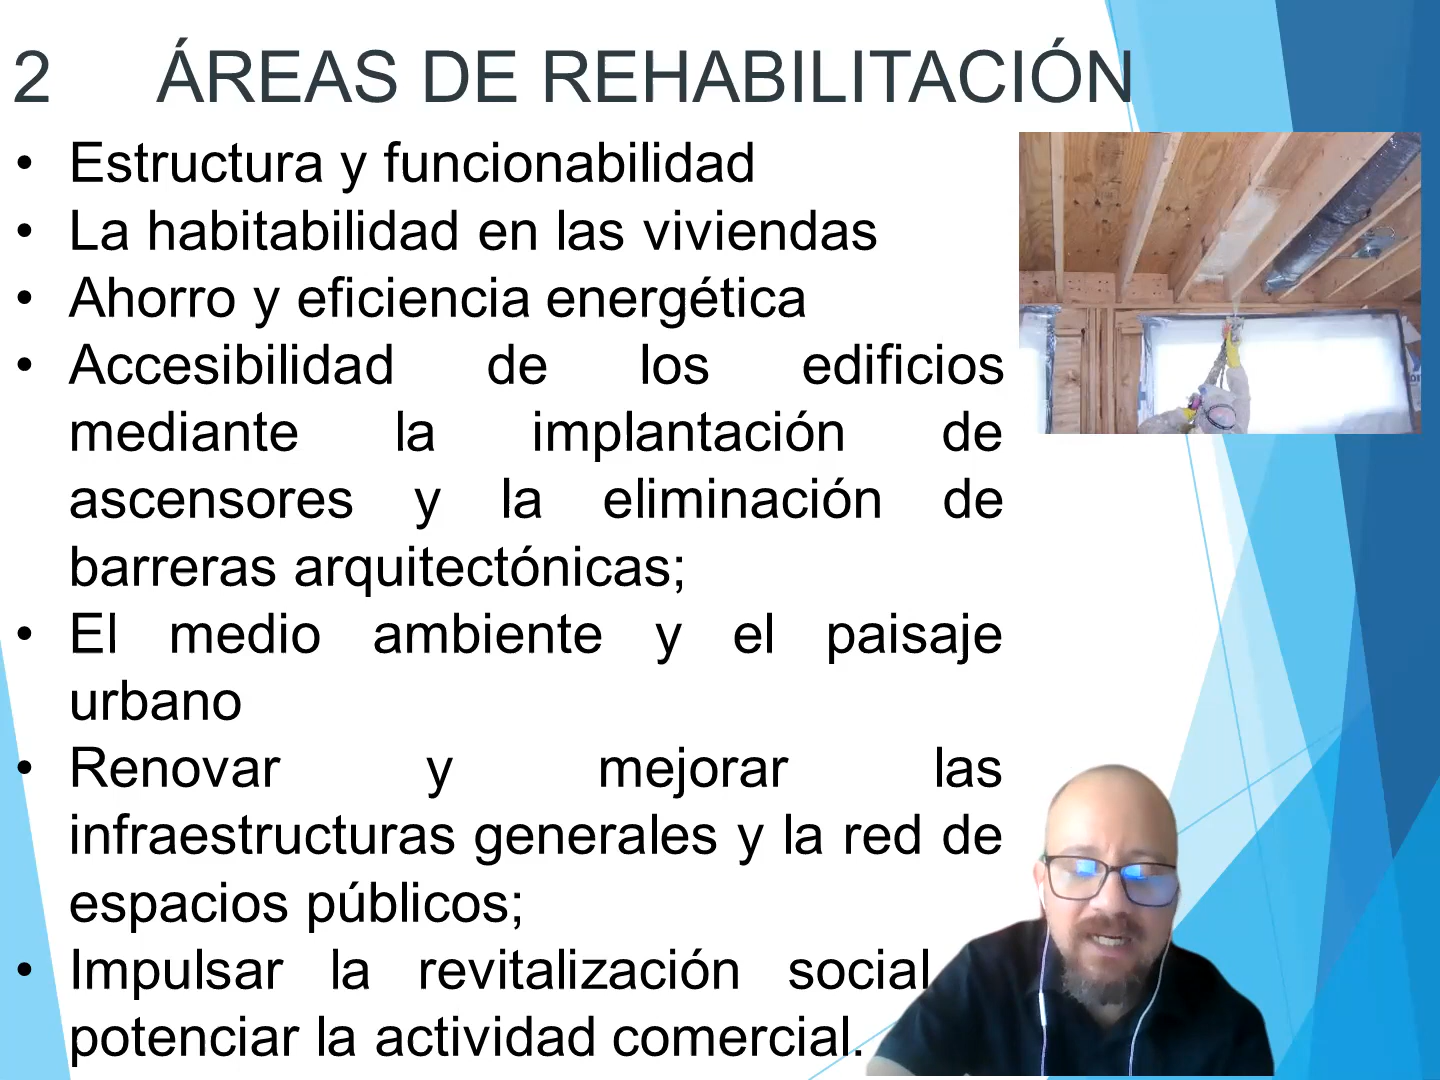 2 ÁREAS DE REHABILITACIÓN
• Estructura y funcionabilidad
• La habitabilidad en las viviendas
• Ahorro y eficiencia energética
• Accesibilidad de los edificios
mediante la implantación de
ascensores y la eliminación de
barreras arquitectónicas;
• El medio ambiente y el paisaje
urbano
• Renovar y mejorar las
infraestructuras generales y la red de
espacios públicos;
• Impulsar la revitalización social
potenciar la actividad comercial.